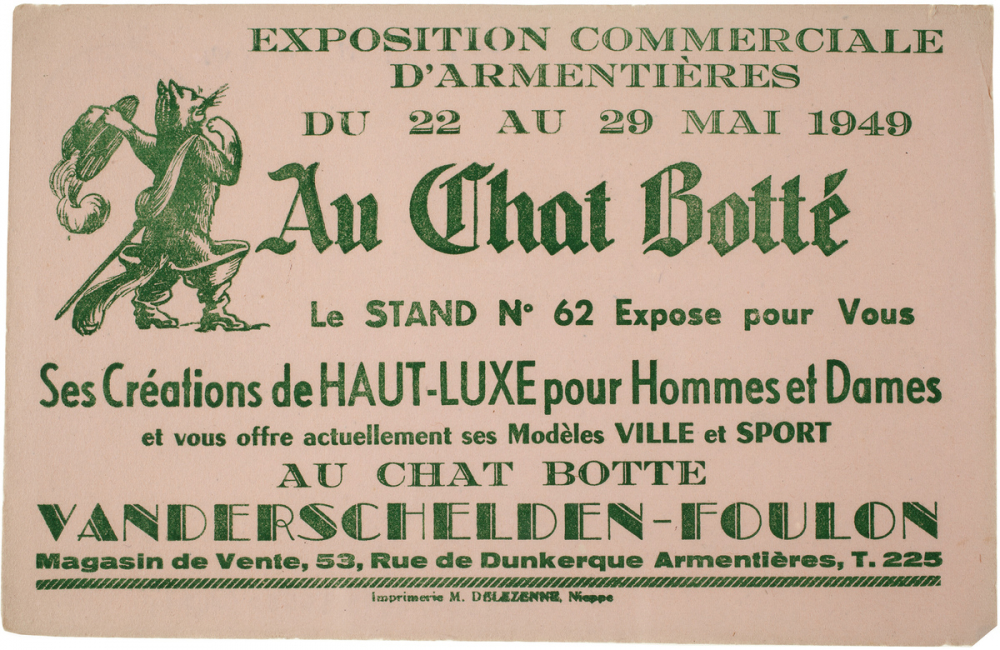 EXPOSITION COMMERCIALE
D'ARMENTIÈRES
DU 22 AU 29 MAI 1949
Au Chat Botté
Le STAND N° 62 Expose pour Vous
Ses Créations de HAUT-LUXE pour Hommes et Dames
et vous offre actuellement ses Modèles VILLE et SPORT
AU CHAT BOTTE
VANDERSCHELDEN-FOULON
Magasin de Vente, 53, Rue de Dunkerque Armentières, T. 225
Imprimerie M. DELEZENNE, Nieppe